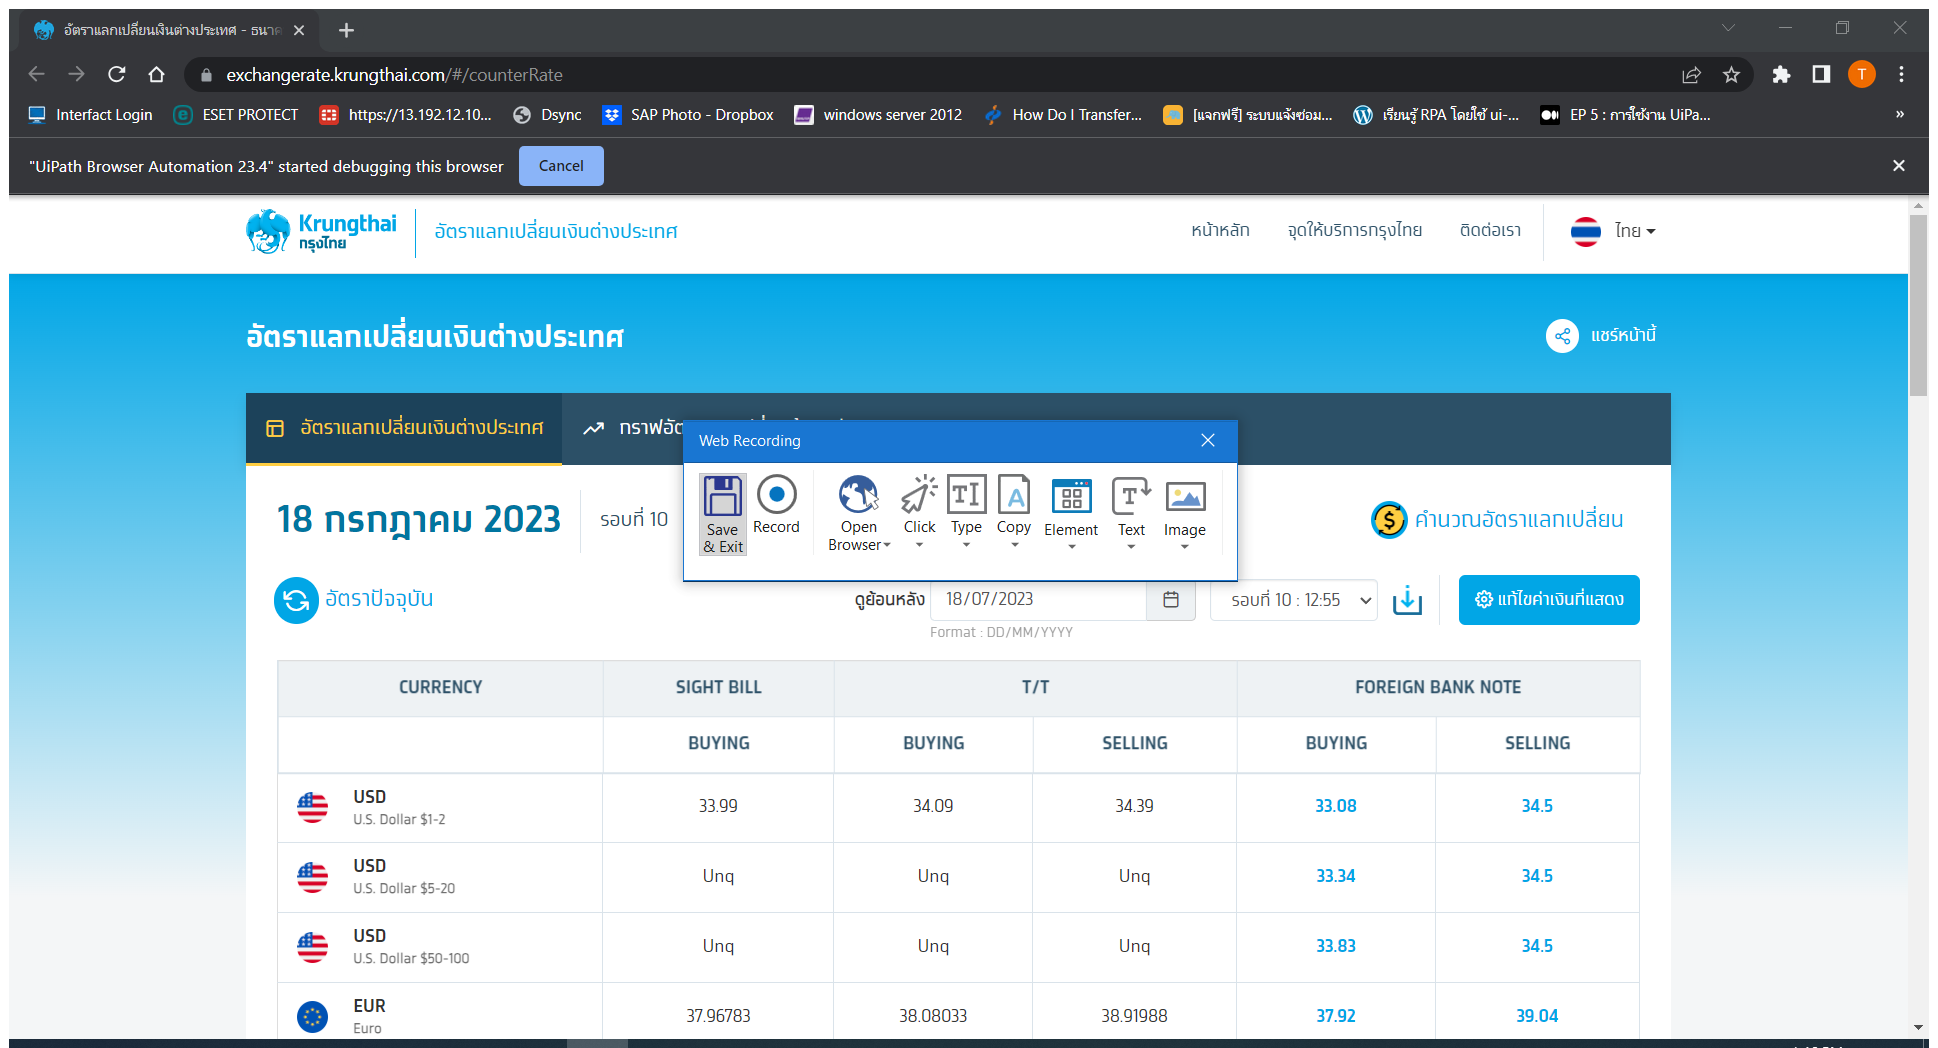 อัตราแลกเปลี่ยนเงินต่างประเทศ - ธนาค
exchangerate.krungthai.com/#/counterRate
T
Interfact Login
ESET PROTECT
https://13.192.12.10...
Dsync
SAP Photo - Dropbox
windows server 2012
How Do I Transfer...
[แจกฟรี] ระบบแจ้งซ่อม...
เรียนรู้ RPA โดยใช้ ui-...
EP 5 : การใช้งาน UiPa...
»
"UiPath Browser Automation 23.4" started debugging this browser
Cancel
Krungthai
กรุงไทย
อัตราแลกเปลี่ยนเงินต่างประเทศ
หน้าหลัก
จุดให้บริการกรุงไทย
ติดต่อเรา
ไทย
อัตราแลกเปลี่ยนเงินต่างประเทศ
แชร์หน้านี้
อัตราแลกเปลี่ยนเงินต่างประเทศ
กราฟอัต
Web Recording
Save & Exit
Record
Open Browser
Click
Type
Copy
Element
Text
Image
18 กรกฎาคม 2023
รอบที่ 10
คำนวณอัตราแลกเปลี่ยน
อัตราปัจจุบัน
ดูย้อนหลัง
18/07/2023
รอบที่ 10 : 12:55
แก้ไขค่าเงินที่แสดง
Format : DD/MM/YYYY
CURRENCY SIGHT BILL T/T FOREIGN BANK NOTE
BUYING BUYING SELLING BUYING SELLING
USD
U.S. Dollar $1-2
33.99 34.09 34.39 33.08 34.5
USD
U.S. Dollar $5-20
Unq Unq Unq 33.34 34.5
USD
U.S. Dollar $50-100
Unq Unq Unq 33.83 34.5
EUR
Euro
37.96783 38.08033 38.91988 37.92 39.04